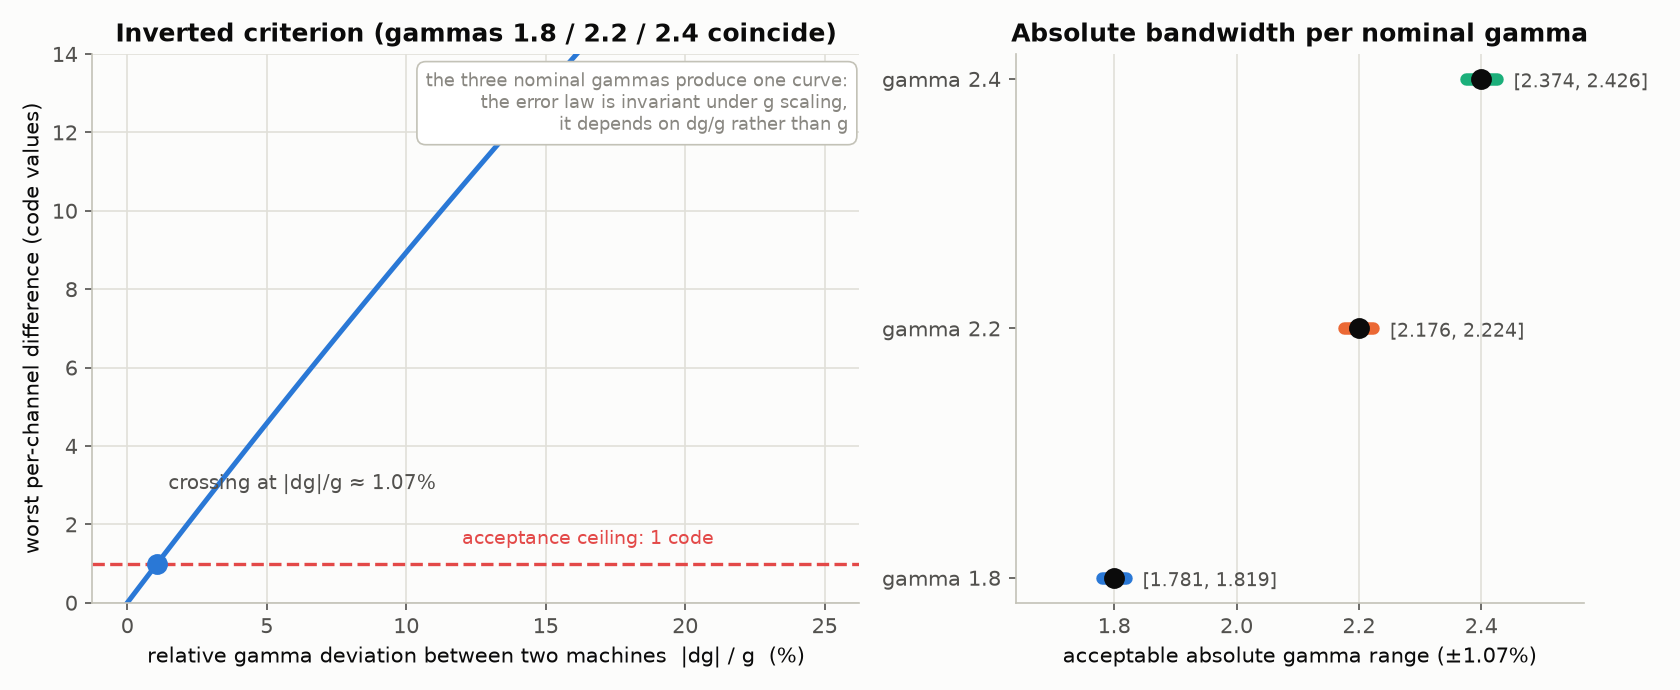 Inverted criterion (gammas 1.8 / 2.2 / 2.4 coincide)
14
12
10
8
6
4
2
0
worst per-channel difference (code values)
the three nominal gammas produce one curve:
the error law is invariant under g scaling,
it depends on dg/g rather than g
crossing at |dg|/g ≈ 1.07%
acceptance ceiling: 1 code
0
5
10
15
20
25
relative gamma deviation between two machines |dg| / g (%)
Absolute bandwidth per nominal gamma
gamma 2.4
[2.374, 2.426]
gamma 2.2
[2.176, 2.224]
gamma 1.8
[1.781, 1.819]
1.8
2.0
2.2
2.4
acceptable absolute gamma range (±1.07%)